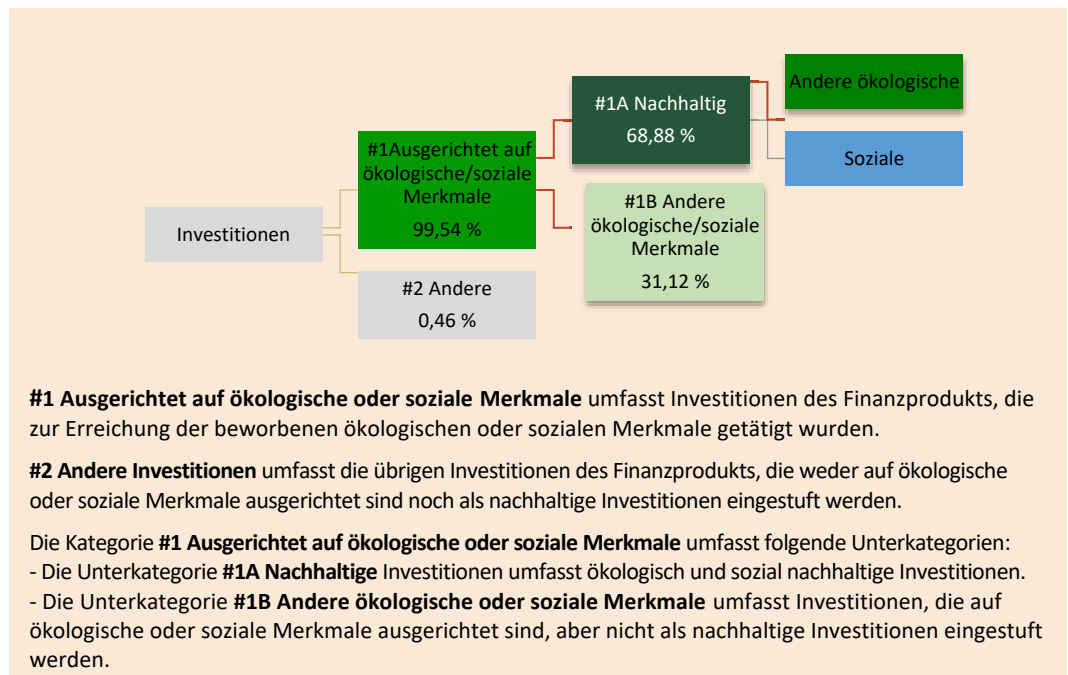 Investitionen
#1Ausgerichtet auf
ökologische/soziale
Merkmale
99,54 %
#2 Andere
0,46 %
#1A Nachhaltig
68,88 %
#1B Andere
ökologische/soziale
Merkmale
31,12 %
Andere ökologische
Soziale
#1 Ausgerichtet auf ökologische oder soziale Merkmale umfasst Investitionen des Finanzprodukts, die
zur Erreichung der beworbenen ökologischen oder sozialen Merkmale getätigt wurden.
#2 Andere Investitionen umfasst die übrigen Investitionen des Finanzprodukts, die weder auf ökologische
oder soziale Merkmale ausgerichtet sind noch als nachhaltige Investitionen eingestuft werden.
Die Kategorie #1 Ausgerichtet auf ökologische oder soziale Merkmale umfasst folgende Unterkategorien:
- Die Unterkategorie #1A Nachhaltige Investitionen umfasst ökologisch und sozial nachhaltige Investitionen.
- Die Unterkategorie #1B Andere ökologische oder soziale Merkmale umfasst Investitionen, die auf
ökologische oder soziale Merkmale ausgerichtet sind, aber nicht als nachhaltige Investitionen eingestuft
werden.